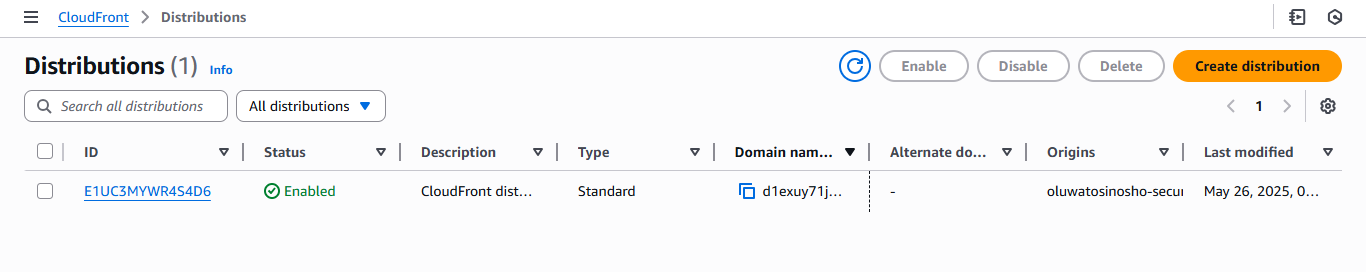 CloudFront > Distributions
Distributions (1) Info
Enable Disable Delete Create distribution
Search all distributions All distributions 1
ID Status Description Type Domain nam... Alternate do... Origins Last modified
E1UC3MYWR4S4D6 Enabled CloudFront dist... Standard d1exuy71j... - oluwatosinosho-secur May 26, 2025, 0...